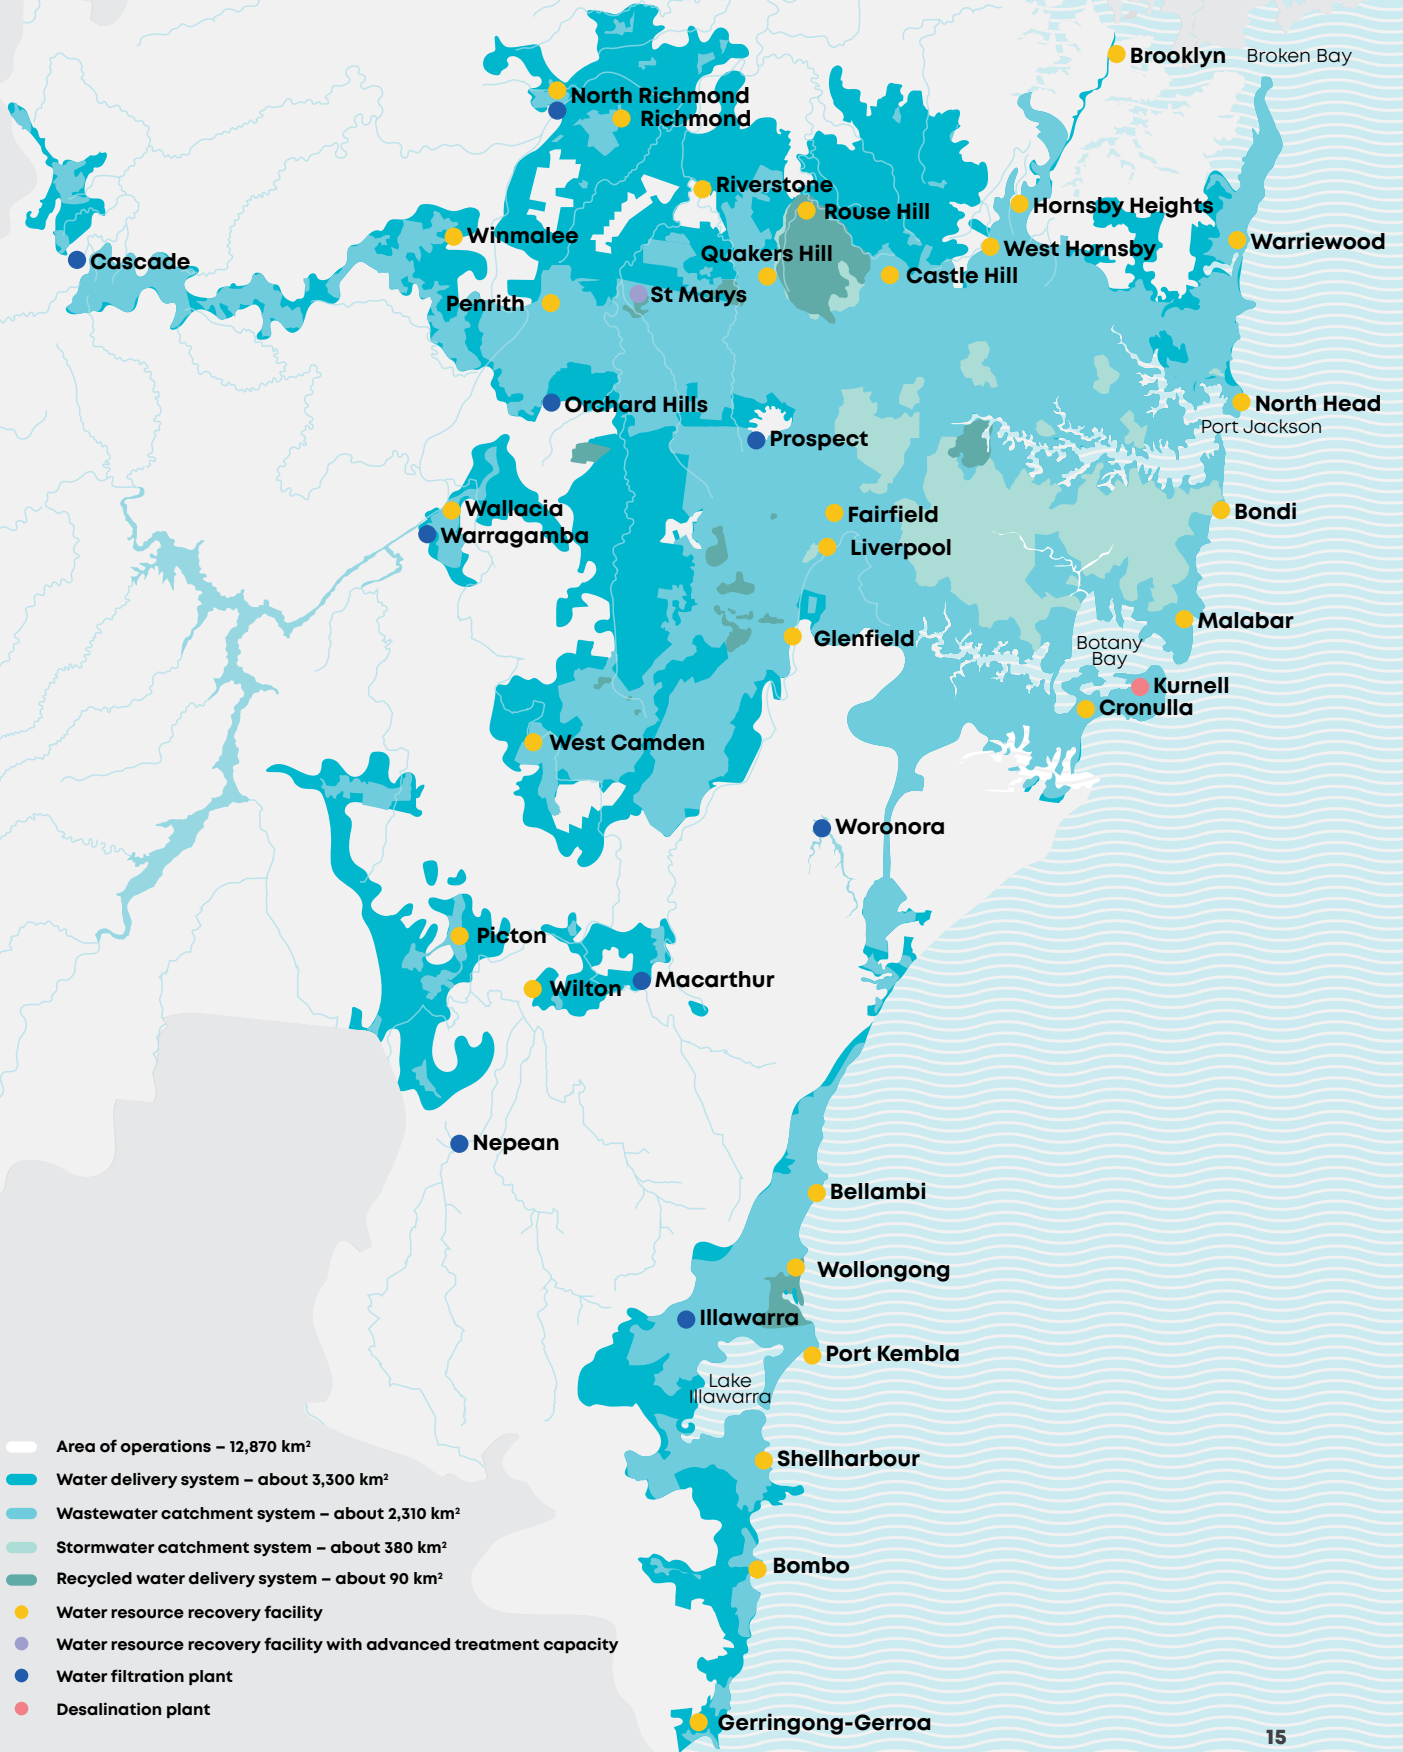 Brooklyn
Broken Bay
North Richmond
Richmond
Riverstone
Rouse Hill
Hornsby Heights
Winmalee
Warriewood
West Hornsby
Quakers Hill
Cascade
Castle Hill
St Marys
Penrith
Orchard Hills
North Head
Port Jackson
Prospect
Wallacia
Bondi
Fairfield
Warragamba
Liverpool
Malabar
Glenfield
Botany
Bay
Kurnell
Cronulla
West Camden
Woronora
Picton
Macarthur
Wilton
Nepean
Bellambi
Wollongong
Illawarra
Port Kembla
Lake
Illawarra
Shellharbour
Bombo
Gerringong-Gerroa
Area of operations – 12,870 km²
Water delivery system – about 3,300 km²
Wastewater catchment system – about 2,310 km²
Stormwater catchment system – about 380 km²
Recycled water delivery system – about 90 km²
Water resource recovery facility
Water resource recovery facility with advanced treatment capacity
Water filtration plant
Desalination plant
15